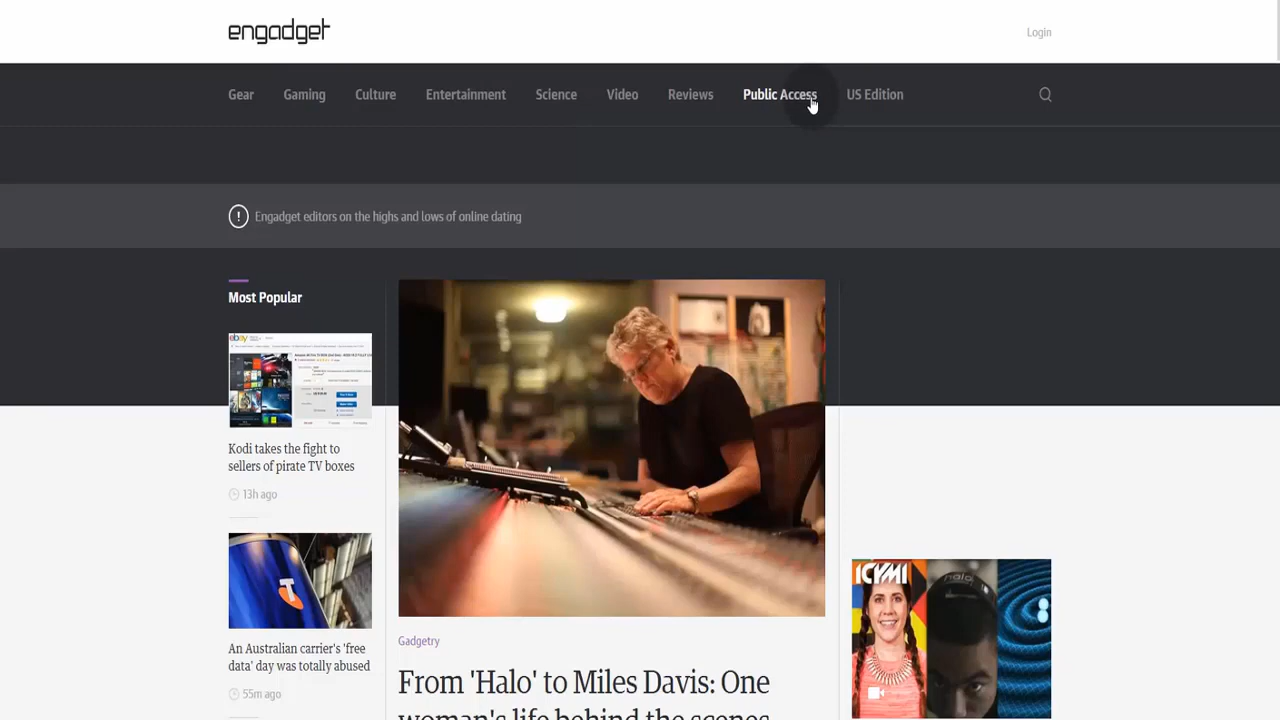 engadget
Login
Gear Gaming Culture Entertainment Science Video Reviews Public Access US Edition
! Engadget editors on the highs and lows of online dating
Most Popular
ebay
Kodi takes the fight to
sellers of pirate TV boxes
13h ago
T
An Australian carrier's 'free
data' day was totally abused
55m ago
Gadgetry
From 'Halo' to Miles Davis: One
woman's life behind the scenes
ICYMI
halo